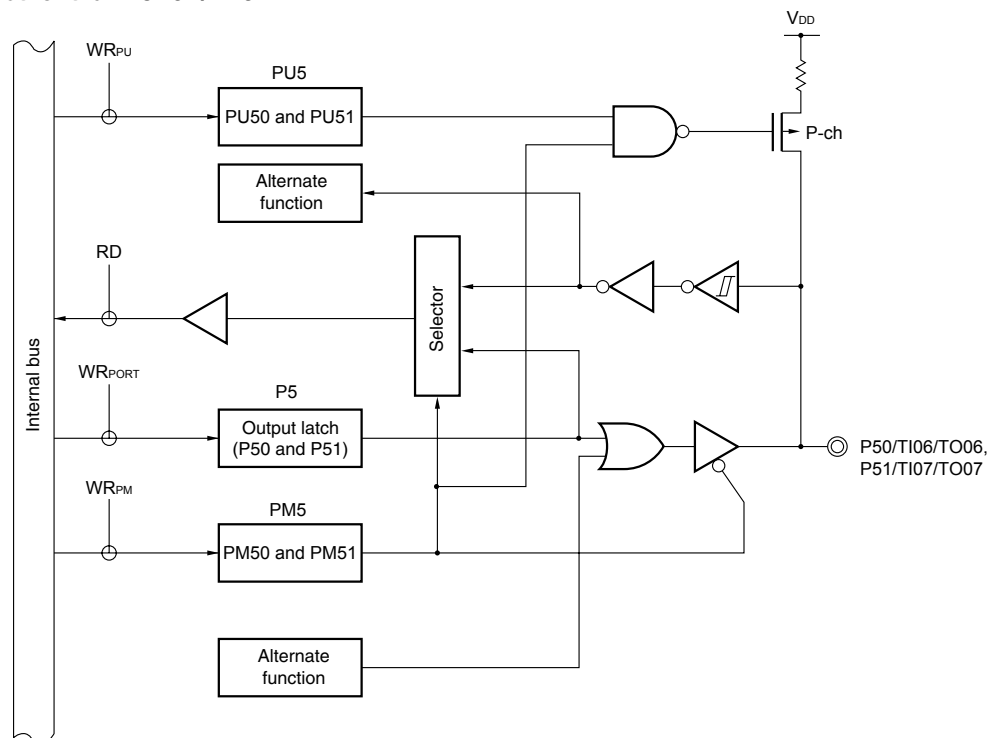 VDD
WRPU
PU5
PU50 and PU51
P-ch
Alternate
function
RD
Selector
Internal bus
WRPORT
P5
Output latch
(P50 and P51)
P50/TI06/TO06,
P51/TI07/TO07
WRPM
PM5
PM50 and PM51
Alternate
function